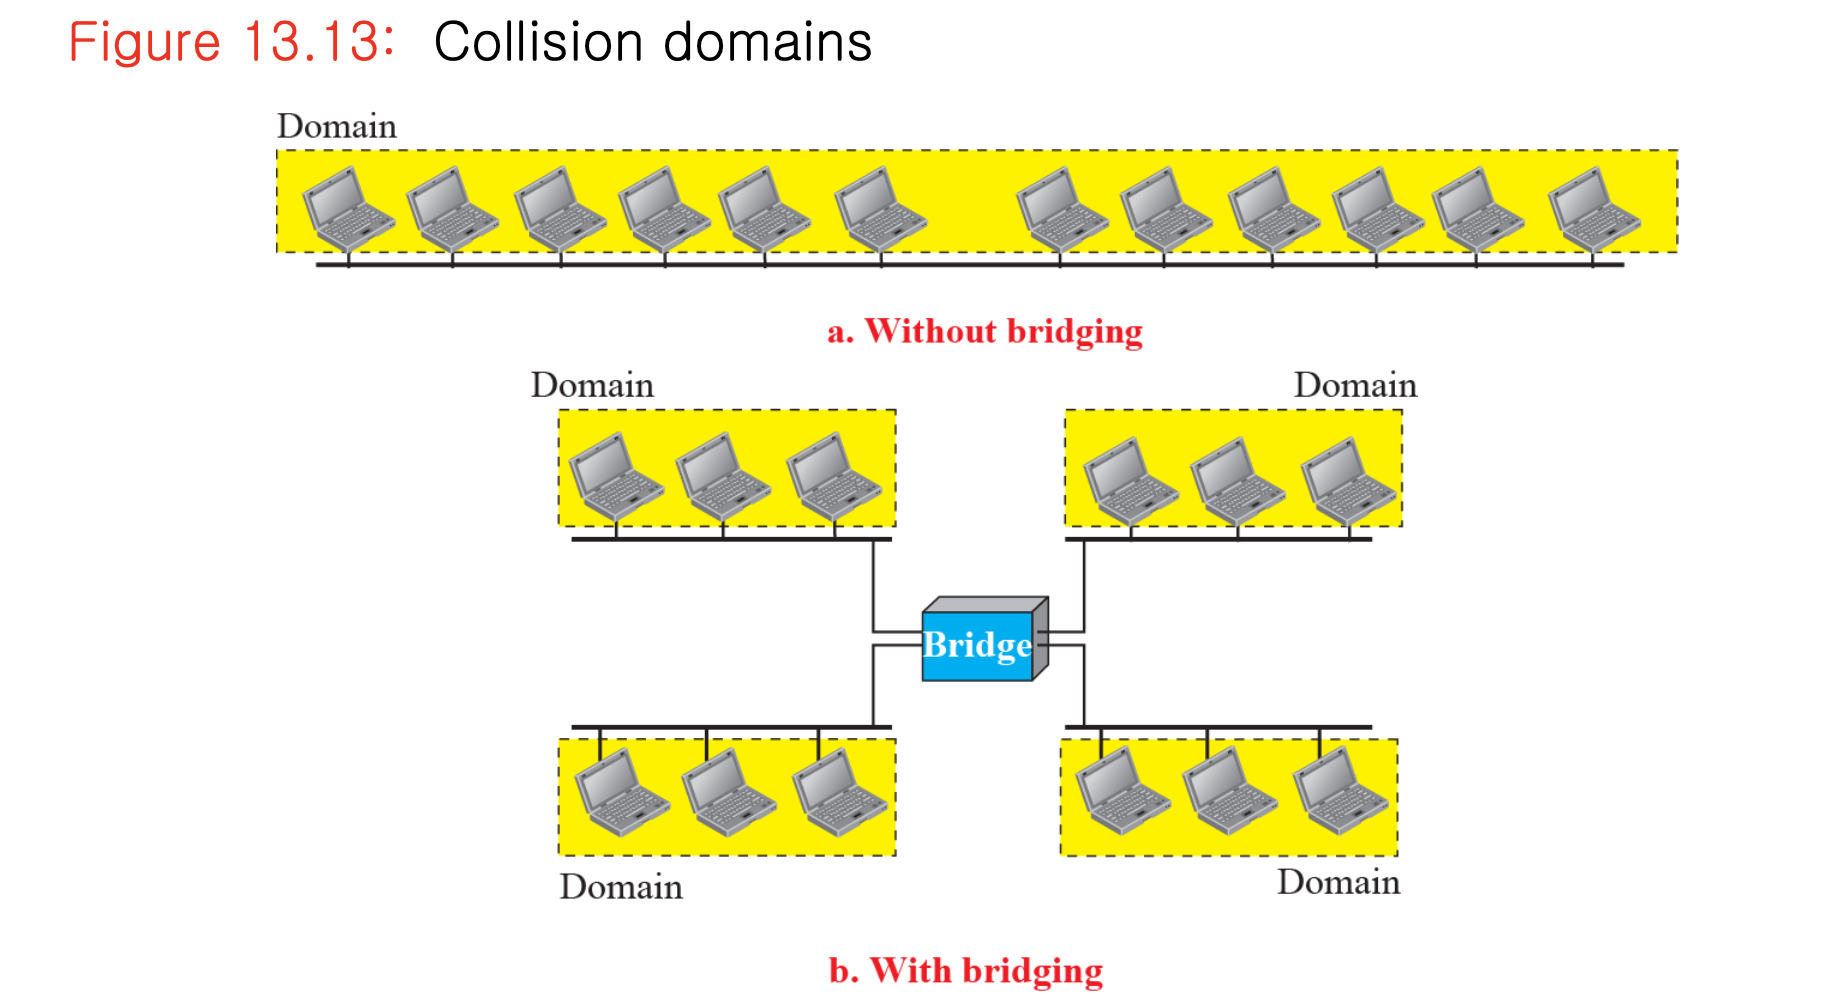 Figure 13.13: Collision domains
Domain
a. Without bridging
Domain
Domain
Bridge
Domain
Domain
b. With bridging